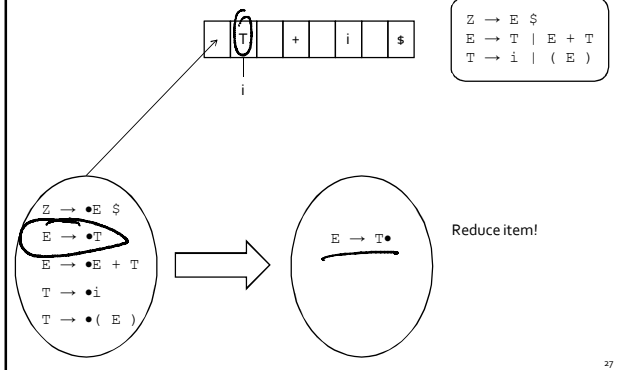 T + i $
i
Z → E $
E → T | E + T
T → i | ( E )
Z → •E $
E → •T
E → •E + T
T → •i
T → •( E )
E → T•
Reduce item!
27